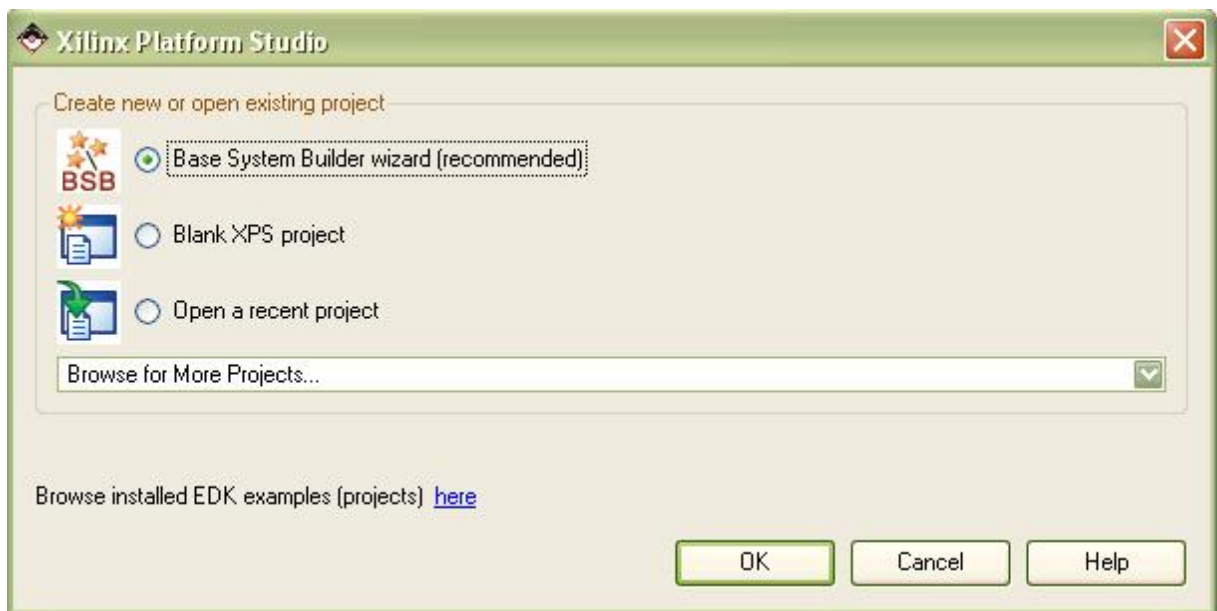 Xilinx Platform Studio
Create new or open existing project
BSB
Base System Builder wizard (recommended)
Blank XPS project
Open a recent project
Browse for More Projects...
Browse installed EDK examples (projects) here
OK Cancel Help